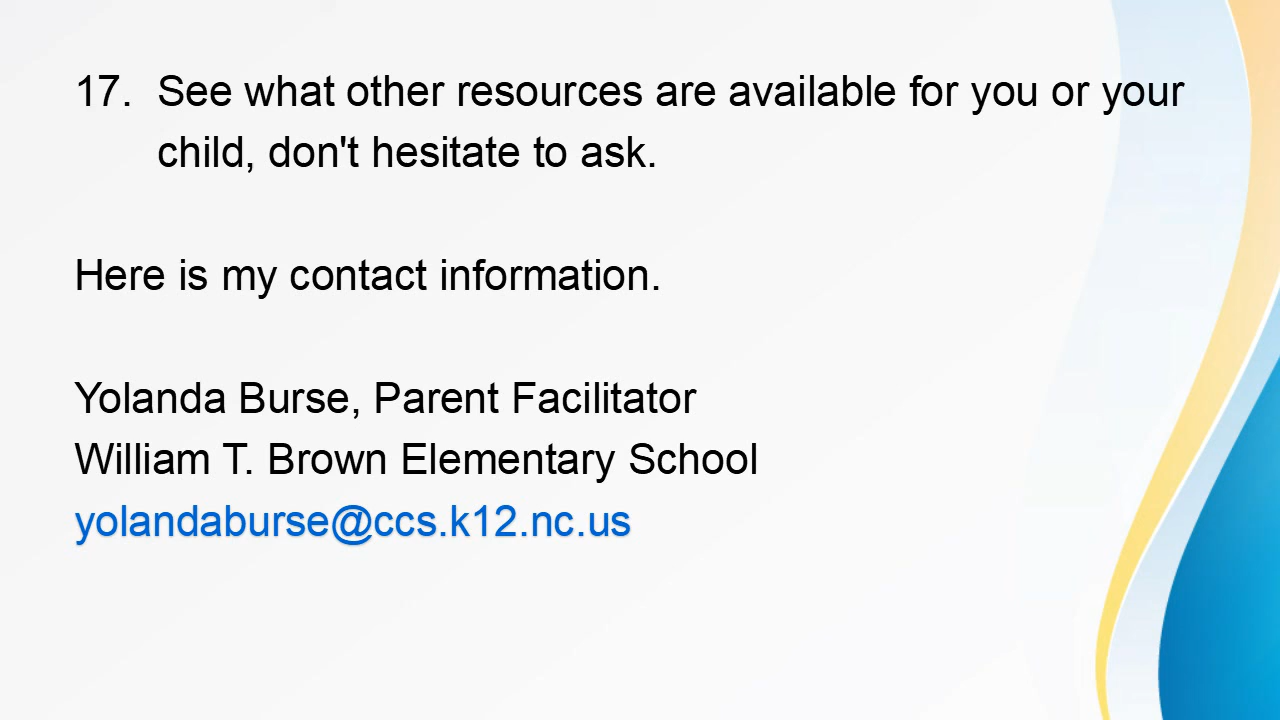 17. See what other resources are available for you or your
child, don't hesitate to ask.
Here is my contact information.
Yolanda Burse, Parent Facilitator
William T. Brown Elementary School
yolandaburse@ccs.k12.nc.us